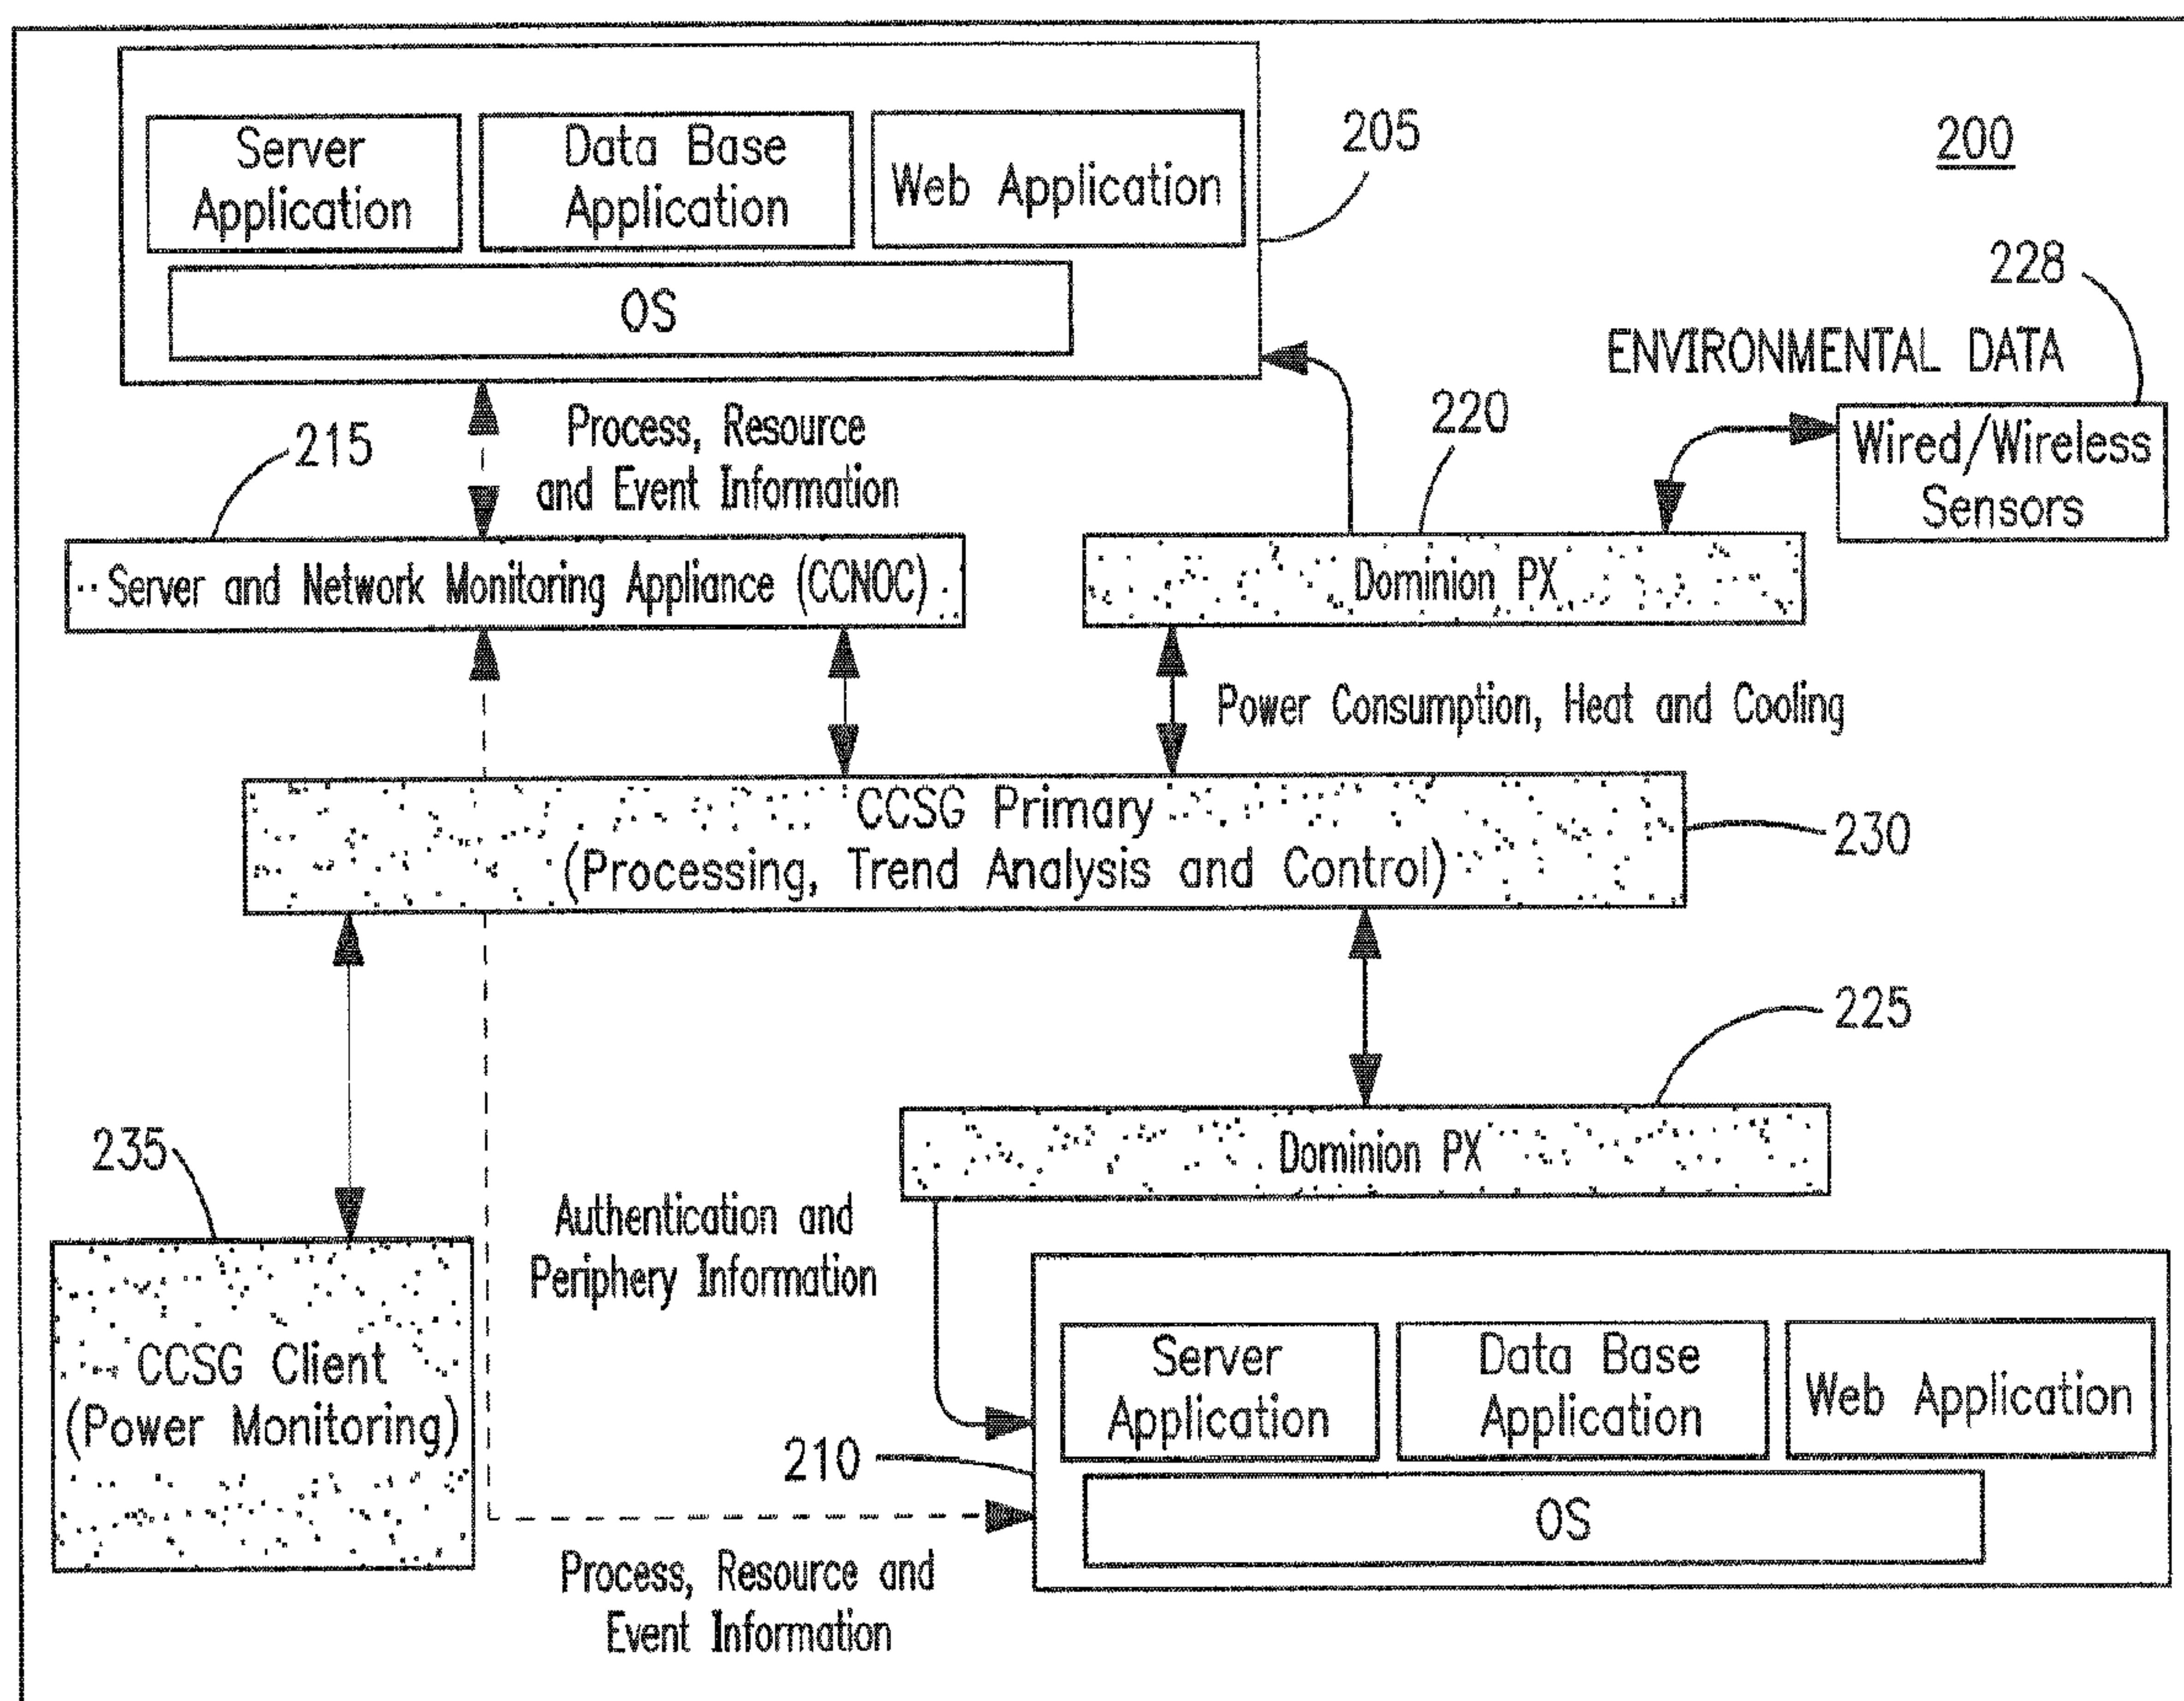 200
205
Server
Application
Data Base
Application
Web Application
OS
228
ENVIRONMENTAL DATA
Wired/Wireless
Sensors
220
215
Process, Resource
and Event Information
Server and Network Monitoring Appliance (CCNOC)
Dominion PX
Power Consumption, Heat and Cooling
CCSG Primary
(Processing, Trend Analysis and Control)
230
225
Dominion PX
235
Authentication and
Periphery Information
CCSG Client
(Power Monitoring)
Server
Application
Data Base
Application
Web Application
210
OS
Process, Resource and
Event Information